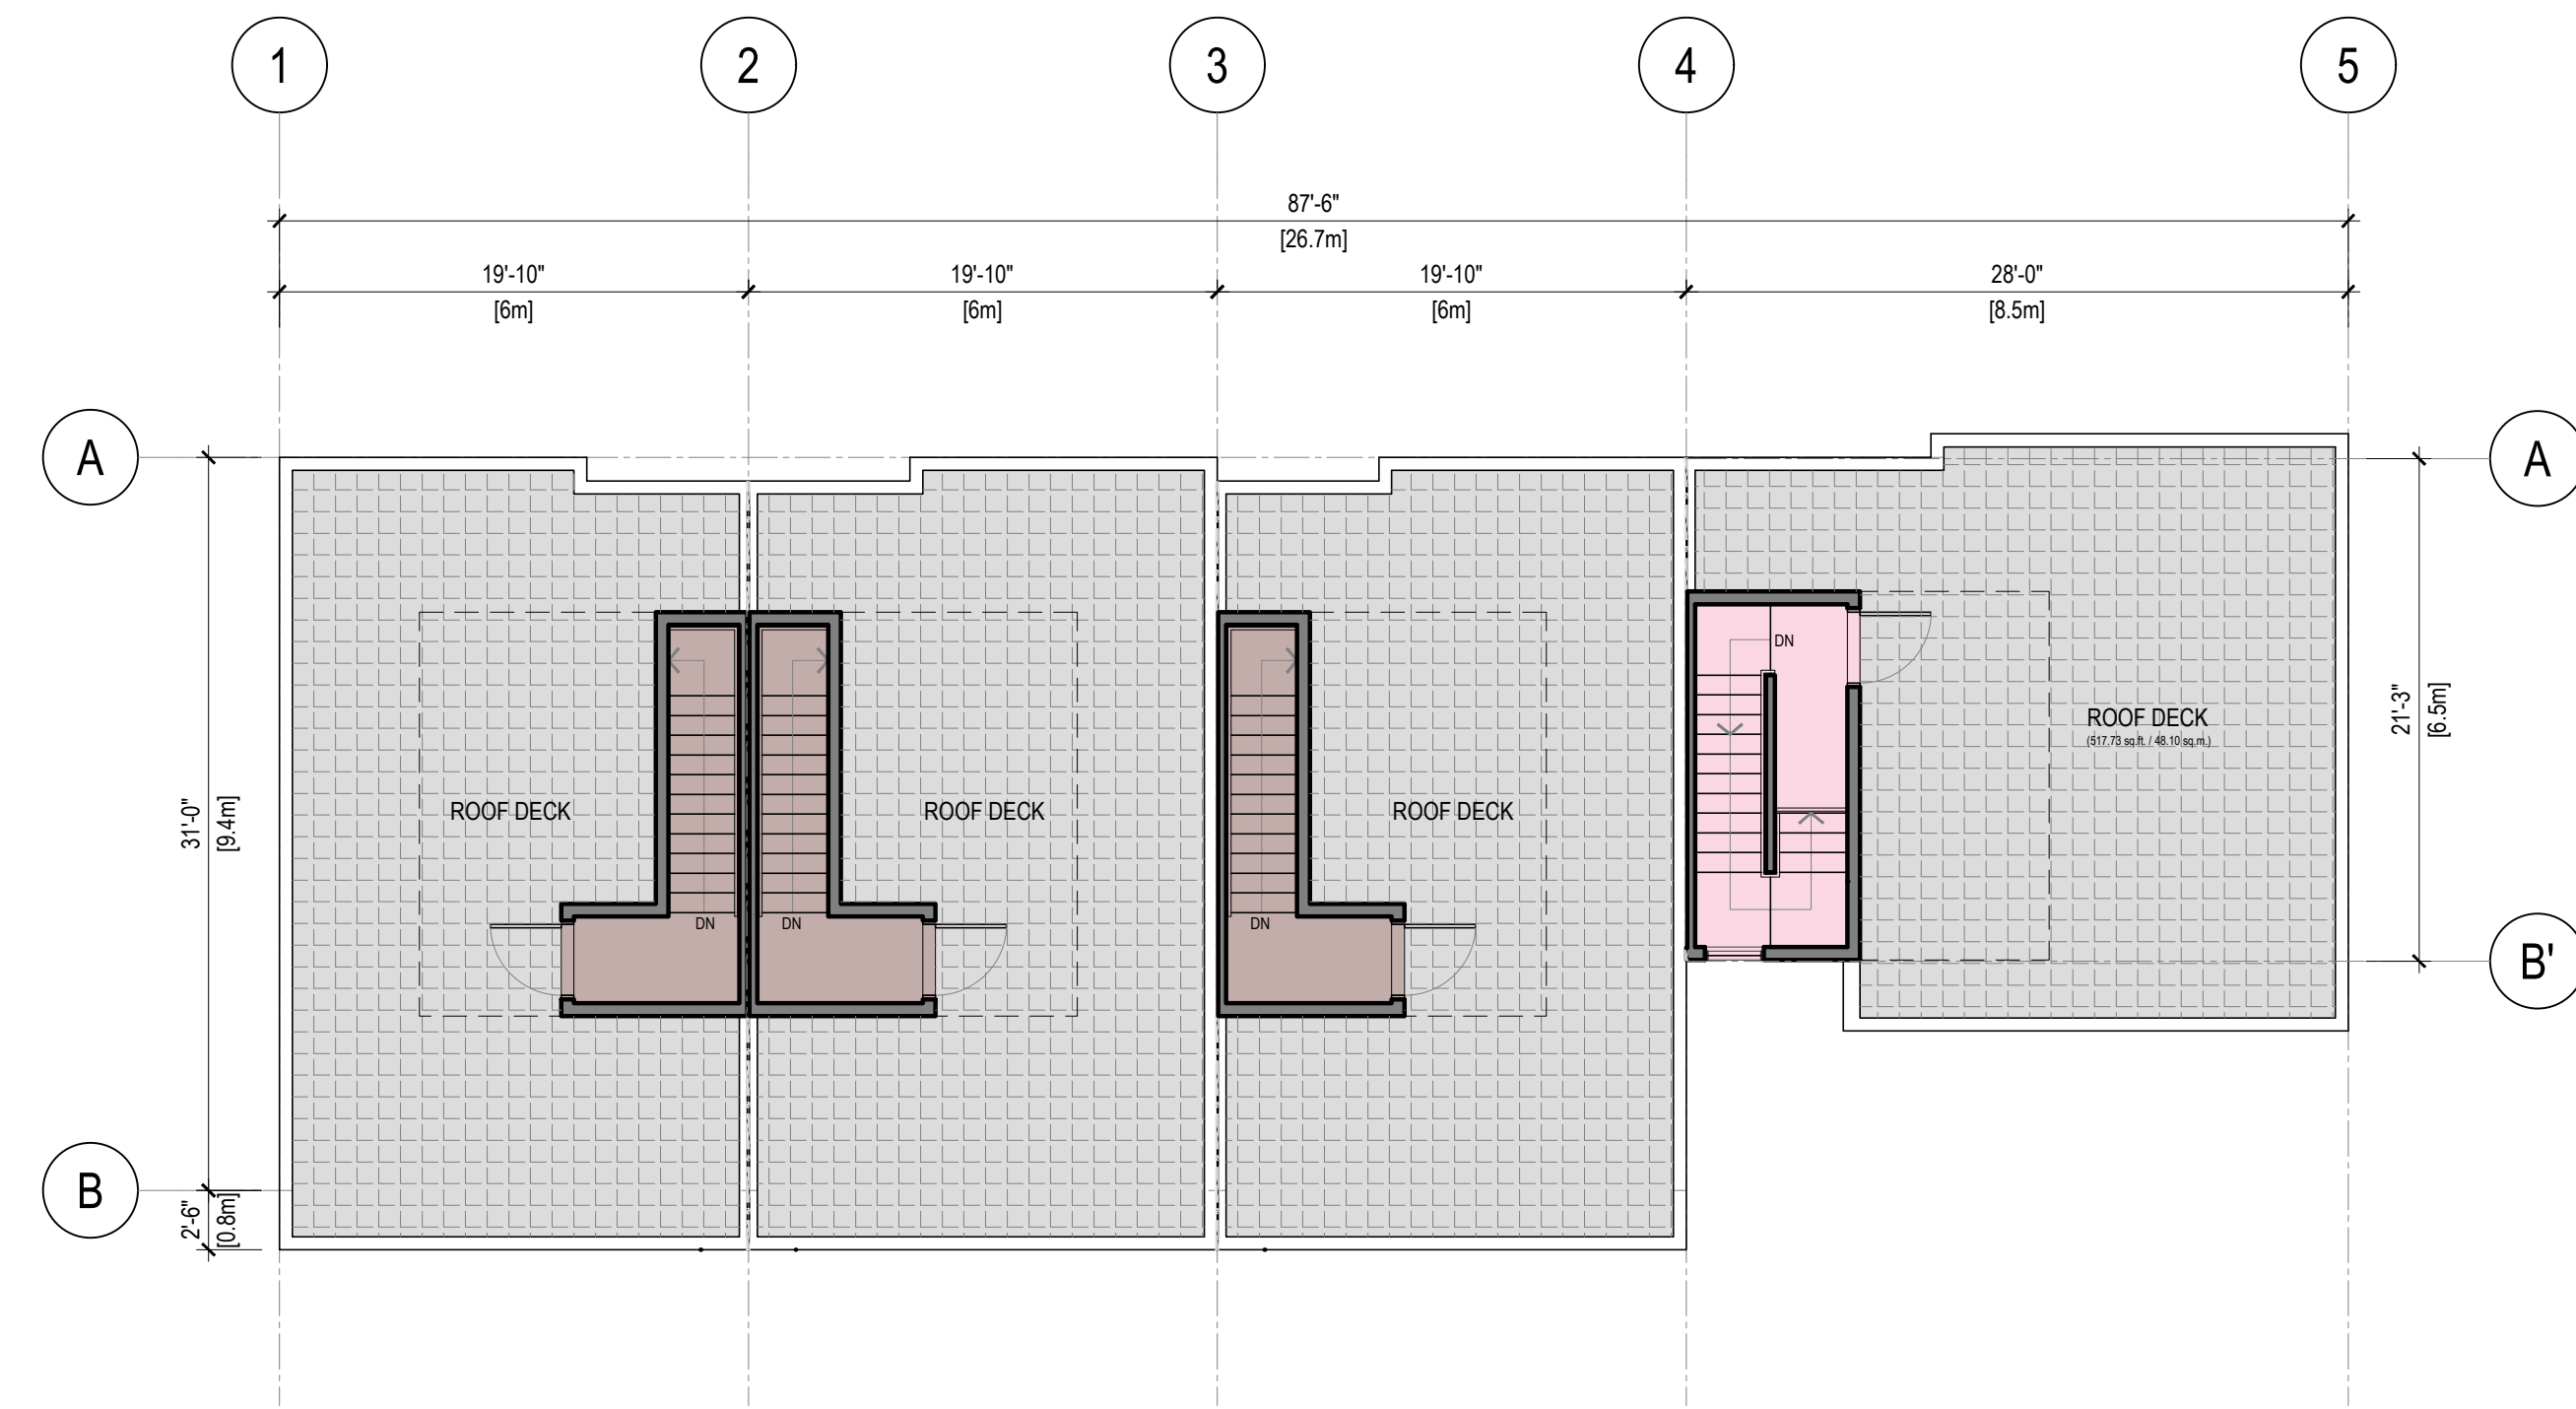 1
2
3
4
5
87'-6"
[26.7m]
19'-10"
19'-10"
19'-10"
28'-0"
[6m]
[6m]
[6m]
[8.5m]
A
A
DN
ROOF DECK
(517.73 sq.ft. / 48.10 sq.m.)
21'-3"
[6.5m]
31'-0"
[9.4m]
ROOF DECK
ROOF DECK
ROOF DECK
DN
DN
DN
B'
B
2'-6"
[0.8m]